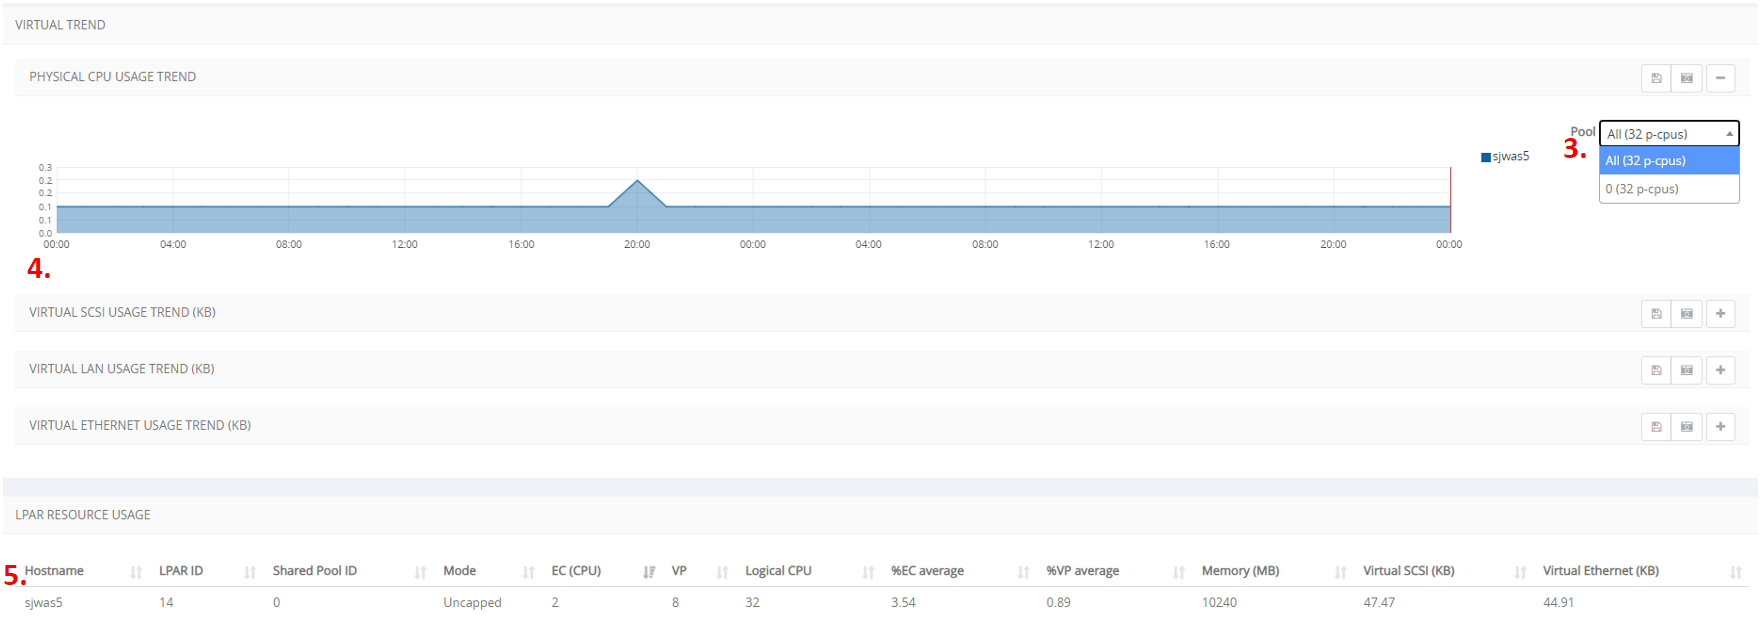 VIRTUAL TREND
PHYSICAL CPU USAGE TREND
Pool All (32 p-cpus)
3.
All (32 p-cpus)
0 (32 p-cpus)
sjwas5
0.3
0.2
0.2
0.1
0.1
0.0
00:00 04:00 08:00 12:00 16:00 20:00 00:00 04:00 08:00 12:00 16:00 20:00 00:00
4.
VIRTUAL SCSI USAGE TREND (KB)
VIRTUAL LAN USAGE TREND (KB)
VIRTUAL ETHERNET USAGE TREND (KB)
LPAR RESOURCE USAGE
5. Hostname LPAR ID Shared Pool ID Mode EC (CPU) VP Logical CPU %EC average %VP average Memory (MB) Virtual SCSI (KB) Virtual Ethernet (KB)
sjwas5 14 0 Uncapped 2 8 32 3.54 0.89 10240 47.47 44.91